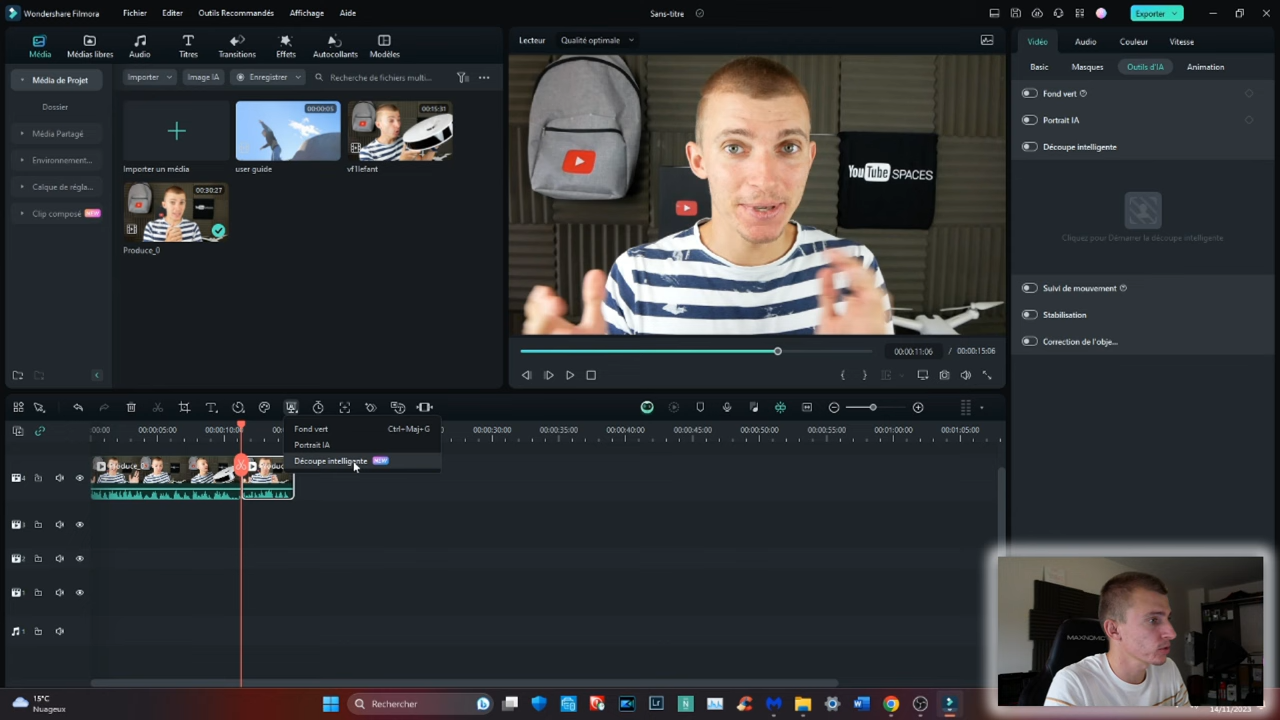 Wondershare Filmora
Fichier
Editer
Outils Recommandés
Affichage
Aide
Sans-titre
Exporter
Média
Médias libres
Audio
Titres
Transitions
Effets
Autocollants
Modèles
Média de Projet
Dossier
Média Partagé
Environnement...
Calque de régla...
Clip composé NEW
Importer
Image IA
Enregistrer
Recherche de fichiers multi...
Importer un média
00:00:05
user guide
00:15:31
vf1lefant
00:30:27
Produce_0
Lecteur
Qualité optimale
YouTube SPACES
00:00:11:06 / 00:00:15:06
Vidéo
Audio
Couleur
Vitesse
Basic
Masques
Outils d'IA
Animation
Fond vert
Portrait IA
Découpe intelligente
Cliquez pour Démarrer la découpe intelligente
Suivi de mouvement
Stabilisation
Correction de l'obje...
Fond vert Ctrl+Maj+G
Portrait IA
Découpe intelligente NEW
00:00
00:00:05:00
00:00:30:00
00:00:35:00
00:00:40:00
00:00:45:00
00:00:50:00
00:00:55:00
00:01:00:00
00:01:05:00
Produce_0
MAXNOMIC
15°C
Nuageux
Rechercher
14/11/2023